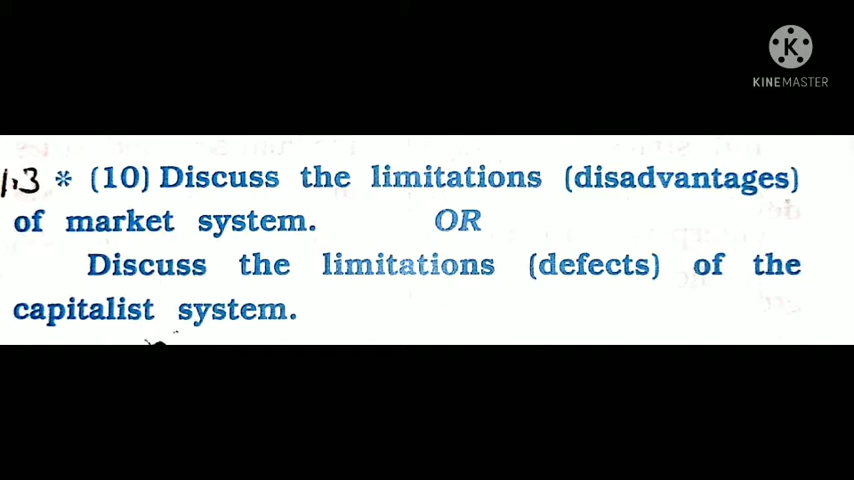 K
KINEMASTER
1.3 * (10) Discuss the limitations (disadvantages)
of market system. OR
Discuss the limitations (defects) of the
capitalist system.